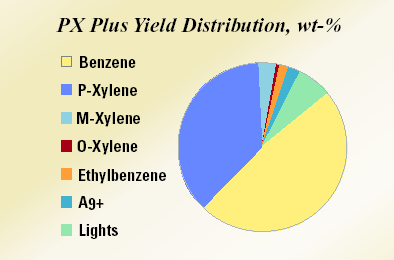 PX Plus Yield Distribution, wt-%
Benzene
P-Xylene
M-Xylene
O-Xylene
Ethylbenzene
A9+
Lights